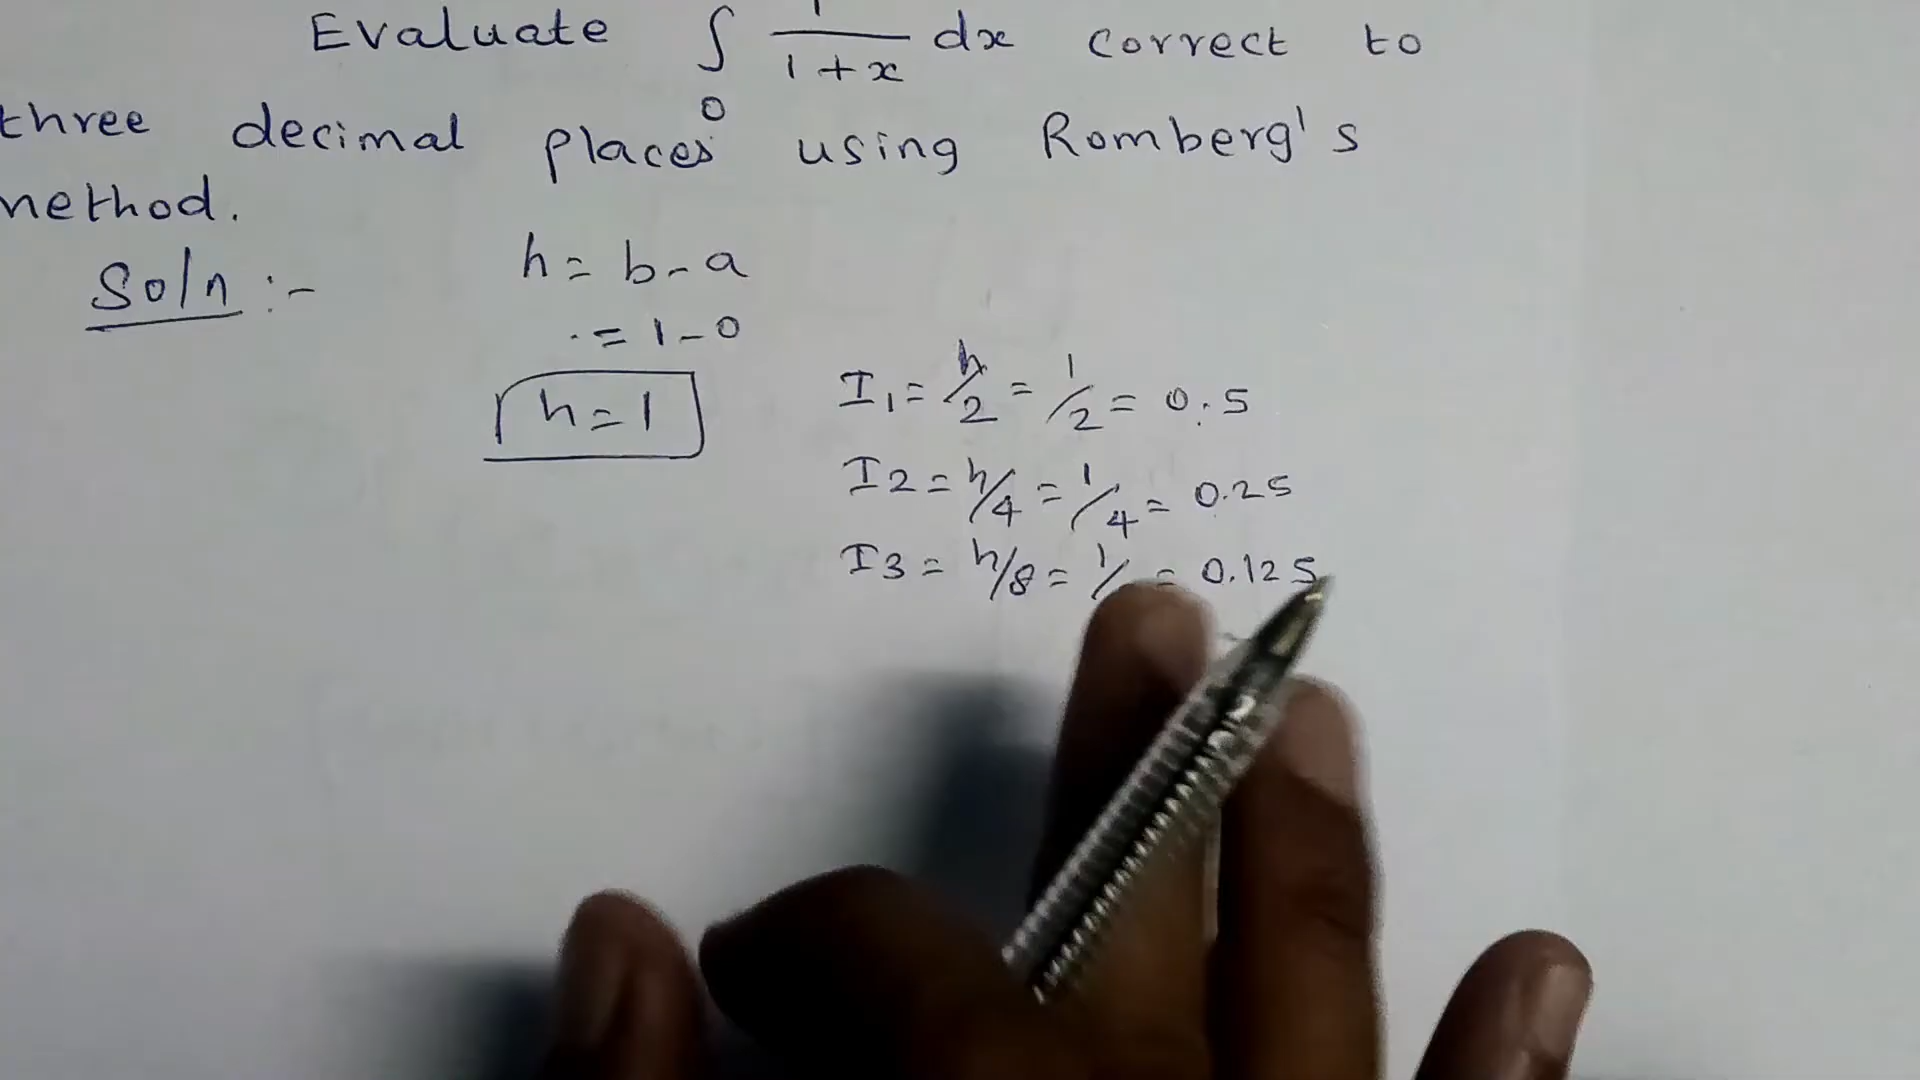 Evaluate ∫ 1/1+x dx correct to
0
three decimal places using Romberg's
method.
Soln :-
h = b - a
= 1 - 0
h = 1
I1 = h/2 = 1/2 = 0.5
I2 = h/4 = 1/4 = 0.25
I3 = h/8 = 1/ = 0.125